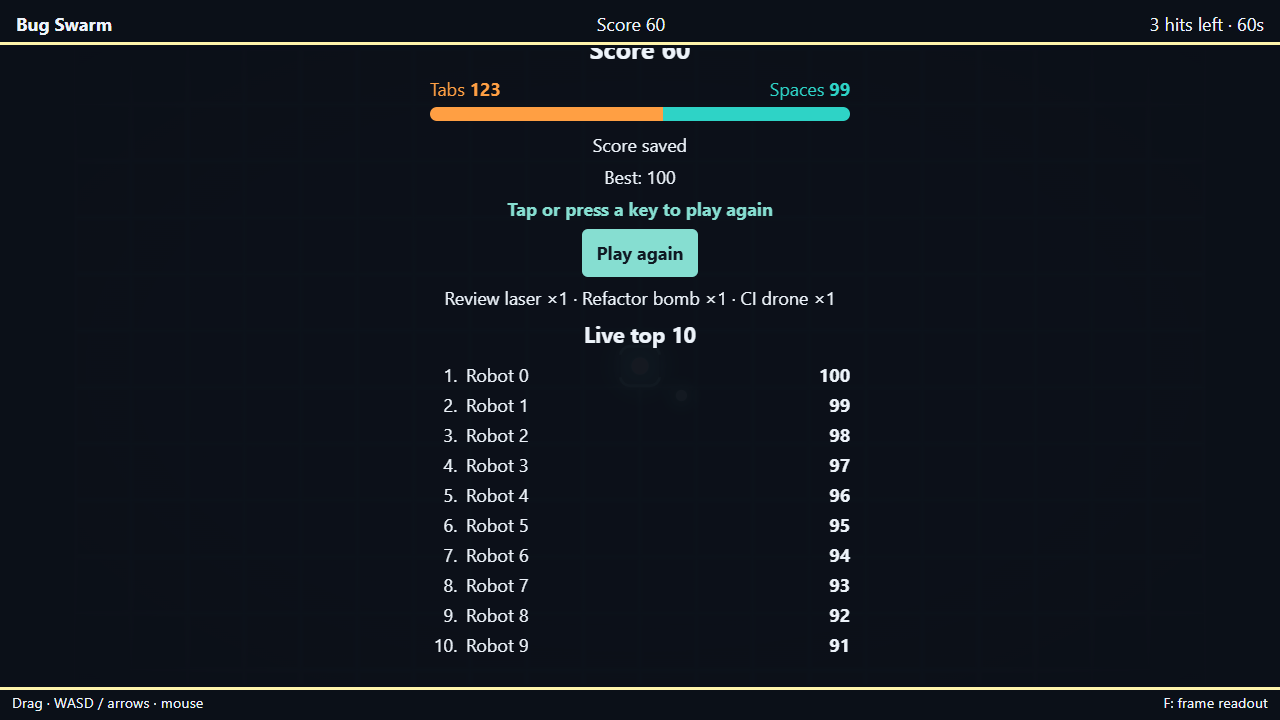 Bug Swarm
Score 60
3 hits left · 60s
Score 60
Tabs 123
Spaces 99
Score saved
Best: 100
Tap or press a key to play again
Play again
Review laser ×1 · Refactor bomb ×1 · CI drone ×1
Live top 10
1. Robot 0 100
2. Robot 1 99
3. Robot 2 98
4. Robot 3 97
5. Robot 4 96
6. Robot 5 95
7. Robot 6 94
8. Robot 7 93
9. Robot 8 92
10. Robot 9 91
Drag · WASD / arrows · mouse
F: frame readout